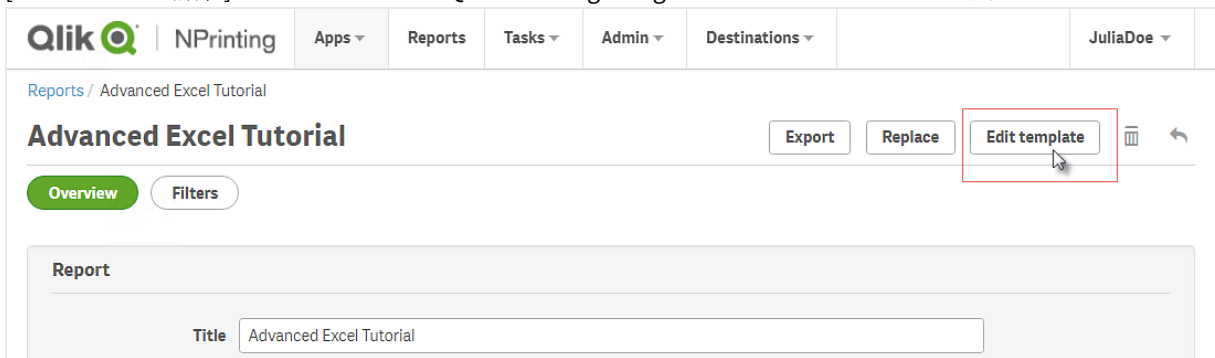 Qlik Q NPrinting Apps Reports Tasks Admin Destinations JuliaDoe
Reports / Advanced Excel Tutorial
Advanced Excel Tutorial Export Replace Edit template
Overview Filters
Report
Title Advanced Excel Tutorial